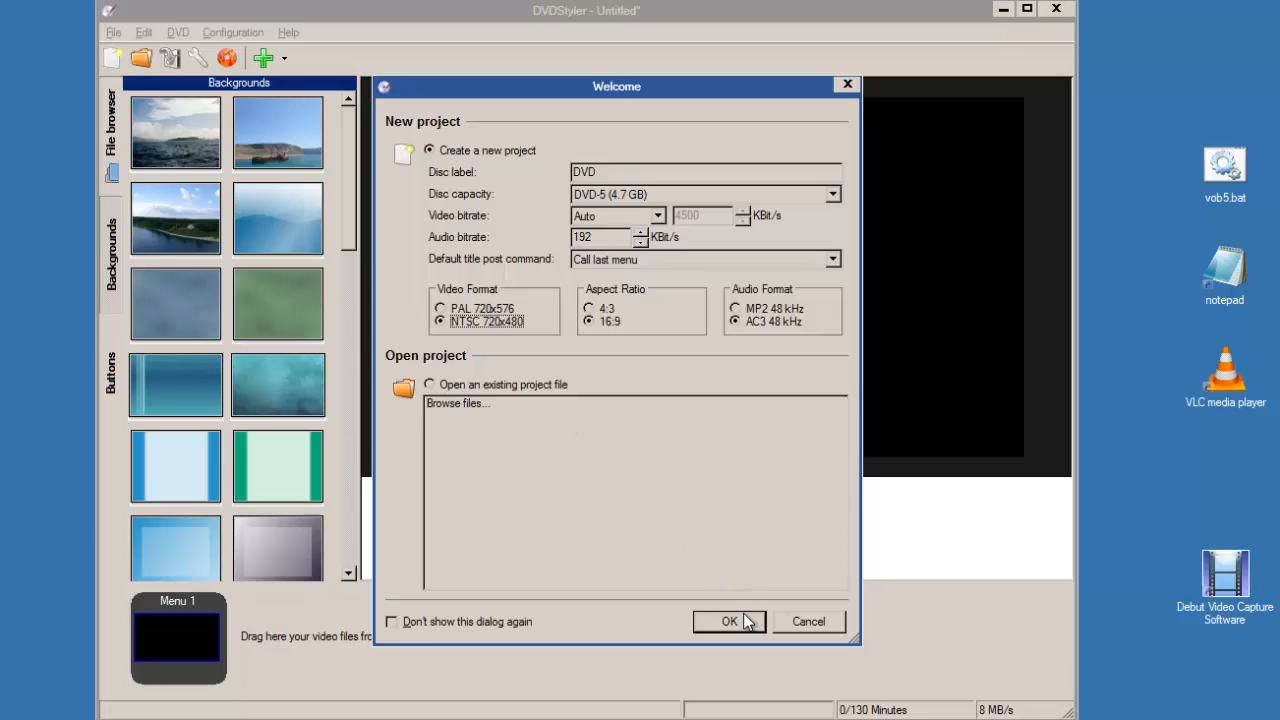 DVDStyler - Untitled*
File Edit DVD Configuration Help
Backgrounds
File browser
Backgrounds
Buttons
Welcome
New project
Create a new project
Disc label: DVD
Disc capacity: DVD-5 (4.7 GB)
Video bitrate: Auto 4500 KBit/s
Audio bitrate: 192 KBit/s
Default title post command: Call last menu
Video Format Aspect Ratio Audio Format
PAL 720x576 4:3 MP2 48 kHz
NTSC 720x480 16:9 AC3 48 kHz
Open project
Open an existing project file
Browse files...
Don't show this dialog again OK Cancel
Menu 1
Drag here your video files fro
0/130 Minutes 8 MB/s
vob5.bat
notepad
VLC media player
Debut Video Capture
Software